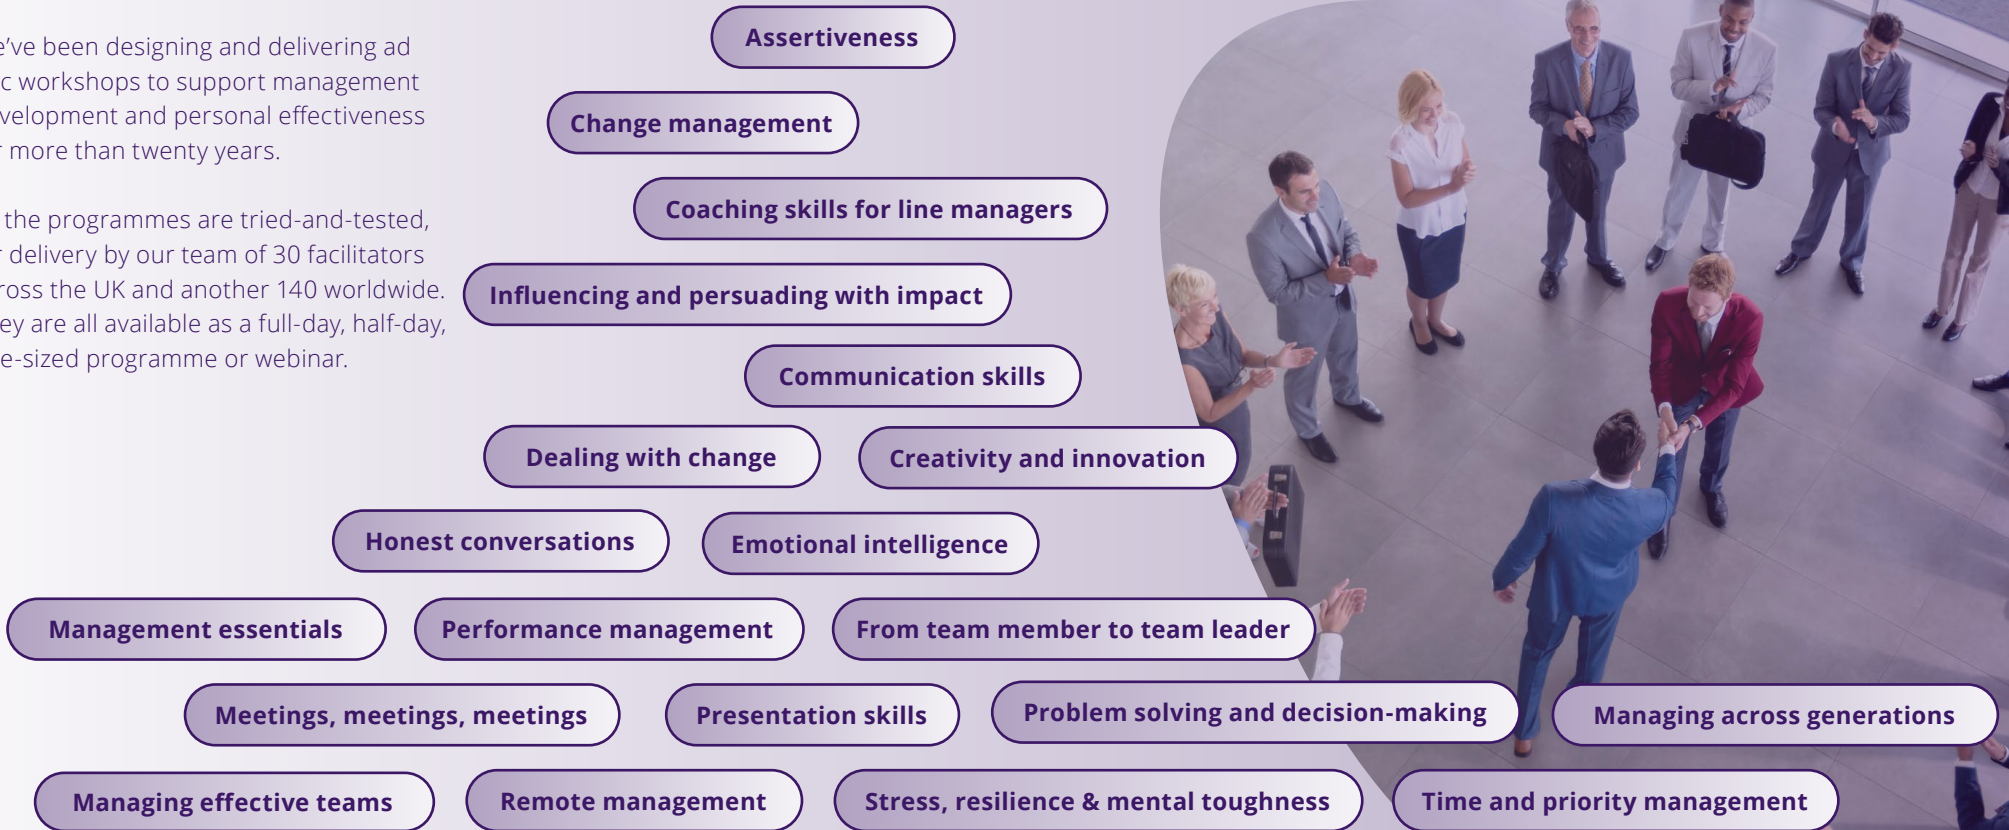 e've been designing and delivering ad
c workshops to support management
velopment and personal effectiveness
r more than twenty years.
the programmes are tried-and-tested,
r delivery by our team of 30 facilitators
ross the UK and another 140 worldwide.
ey are all available as a full-day, half-day,
e-sized programme or webinar.
Assertiveness
Change management
Coaching skills for line managers
Influencing and persuading with impact
Communication skills
Dealing with change
Creativity and innovation
Honest conversations
Emotional intelligence
Management essentials
Performance management
From team member to team leader
Meetings, meetings, meetings
Presentation skills
Problem solving and decision-making
Managing across generations
Managing effective teams
Remote management
Stress, resilience & mental toughness
Time and priority management